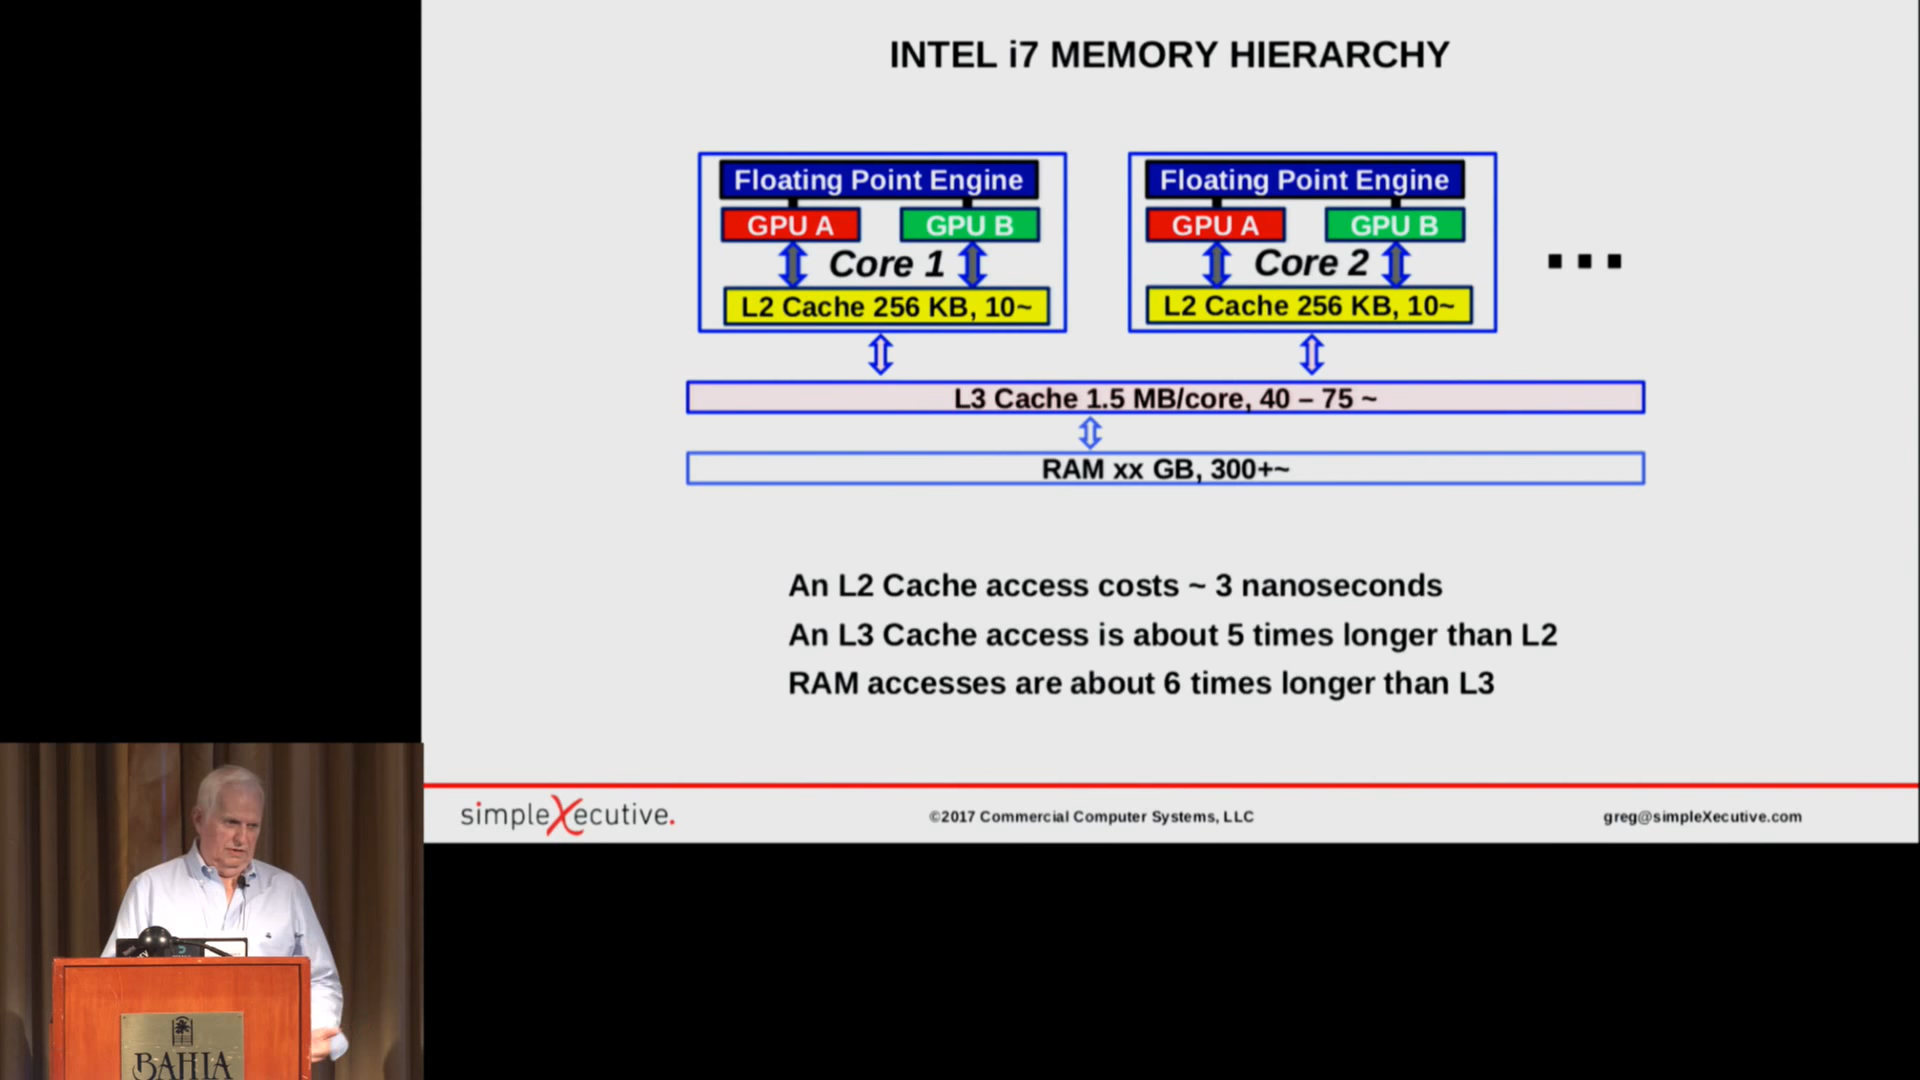 INTEL i7 MEMORY HIERARCHY
Floating Point Engine
GPU A
GPU B
Core 1
L2 Cache 256 KB, 10~
Floating Point Engine
GPU A
GPU B
Core 2
L2 Cache 256 KB, 10~
...
L3 Cache 1.5 MB/core, 40 – 75 ~
RAM xx GB, 300+~
An L2 Cache access costs ~ 3 nanoseconds
An L3 Cache access is about 5 times longer than L2
RAM accesses are about 6 times longer than L3
simpleXecutive.
©2017 Commercial Computer Systems, LLC
greg@simpleXecutive.com
BAHIA